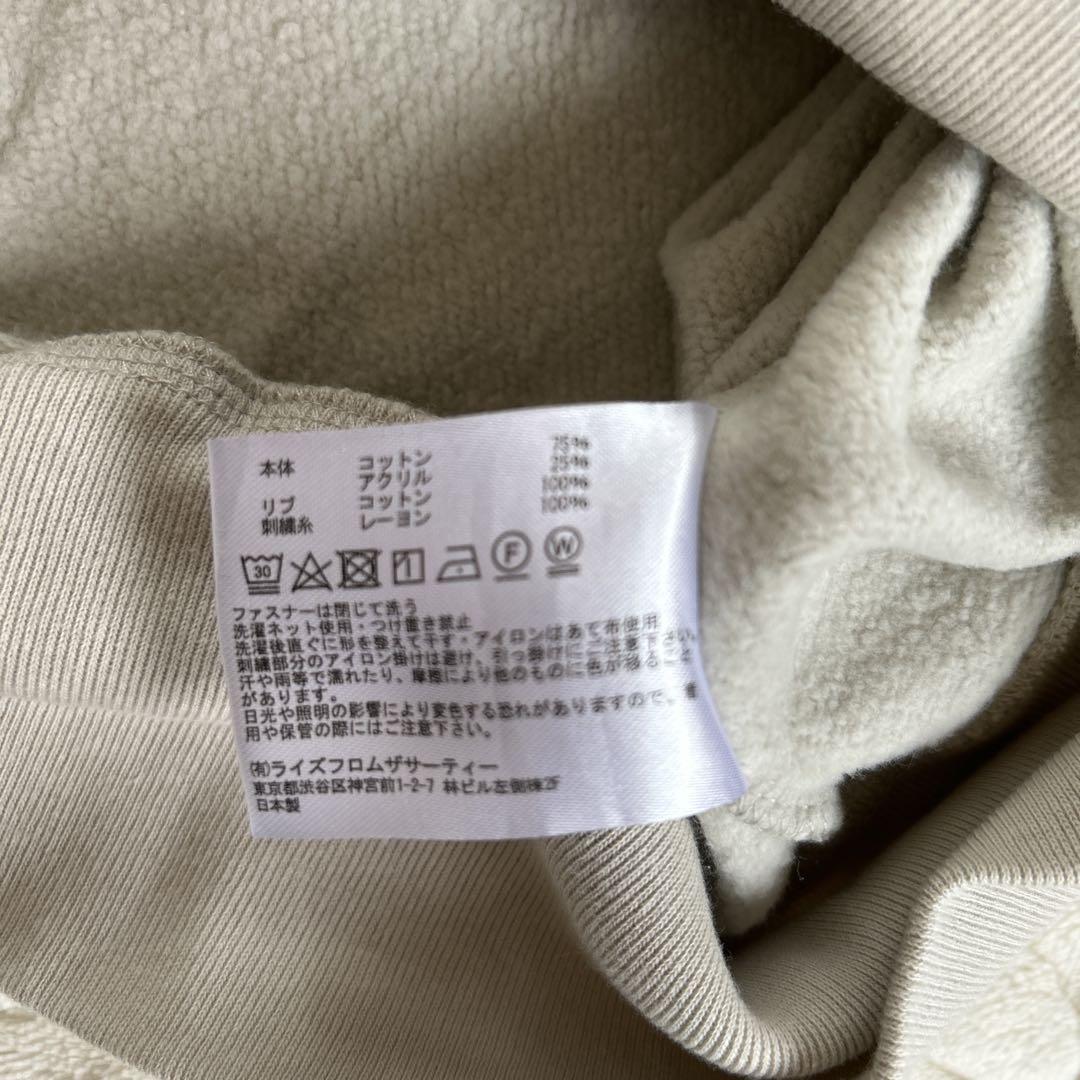 本体 コットン 75%
アクリル 25%
リブ コットン 100%
刺繍糸 レーヨン 100%
30 F W
ファスナーは閉じて洗う
洗濯ネット使用・つけ置き禁止
洗濯後直ぐに形を整えて干す・アイロンはあて布使用
刺繍部分のアイロン掛けは避け、引っ掛けにご注意下さい。
汗や雨等で濡れたり、摩擦により他のものに色が移ること
があります。
日光や照明の影響により変色する恐れがありますので、着
用や保管の際にはご注意下さい。
(有)ライズフロムザサーティー
東京都渋谷区神宮前1-2-7 林ビル左側棟2F
日本製